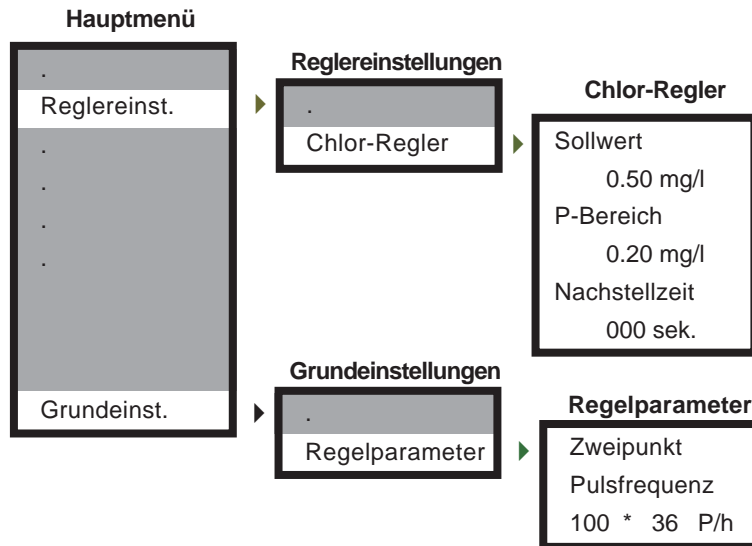 Hauptmenü
.
Reglereinst.
.
.
.
.
Grundeinst.
Reglereinstellungen
.
Chlor-Regler
Chlor-Regler
Sollwert
0.50 mg/l
P-Bereich
0.20 mg/l
Nachstellzeit
000 sek.
Grundeinstellungen
.
Regelparameter
Regelparameter
Zweipunkt
Pulsfrequenz
100 * 36 P/h